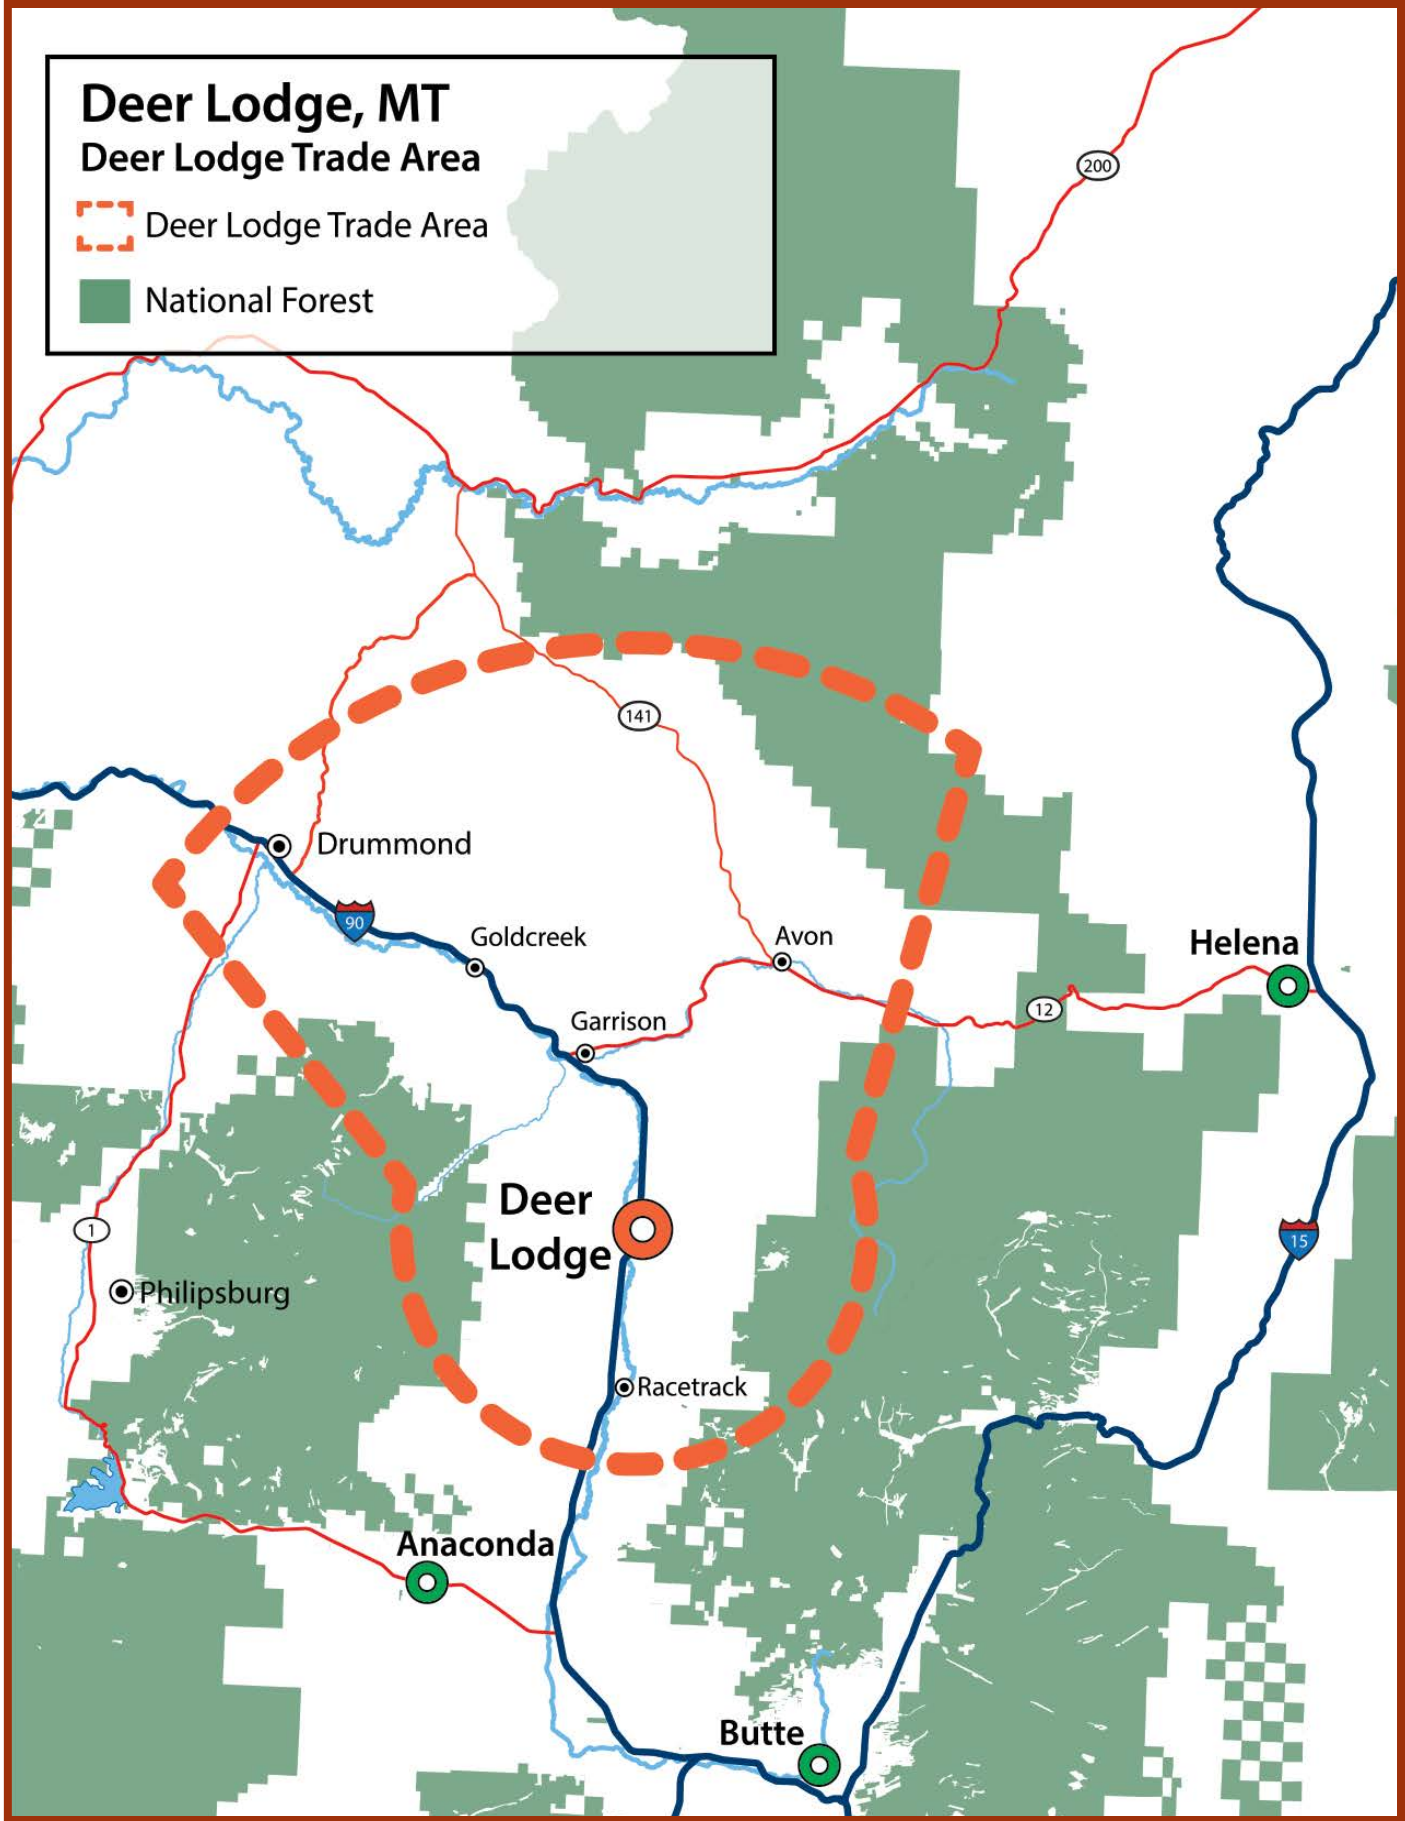 Deer Lodge, MT
Deer Lodge Trade Area
Deer Lodge Trade Area
National Forest
200
141
Drummond
90
Goldcreek
Avon
Helena
12
Garrison
Deer
Lodge
1
15
Philipsburg
Racetrack
Anaconda
Butte